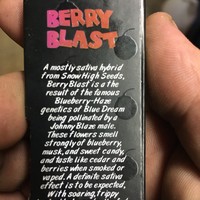 BERRY
BLAST
A mostly sativa hybrid
from Snow High Seeds,
Berry Blast is a the
result of the famous
Blueberry-Haze
genetics of Blue Dream
being pollinated by a
Johnny Blaze male.
These flowers smell
strongly of blueberry,
musk, and sweet candy,
and taste like cedar and
berries when smoked or
vaped. A definite sativa
effect is to be expected,
With soaring, trippy